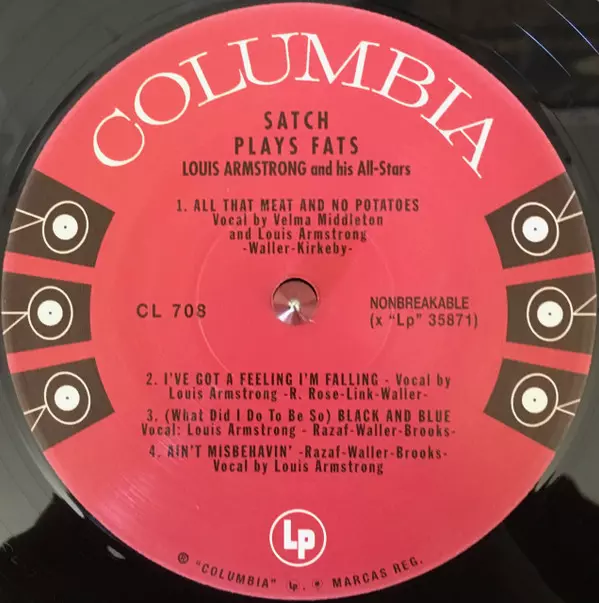 COLUMBIA
SATCH
PLAYS FATS
LOUIS ARMSTRONG and his All-Stars
1. ALL THAT MEAT AND NO POTATOES
Vocal by Velma Middleton
and Louis Armstrong
-Waller-Kirkeby-
CL 708
NONBREAKABLE
(x "Lp" 35871)
2. I'VE GOT A FEELING I'M FALLING - Vocal by
Louis Armstrong -R. Rose-Link-Waller-
3. (What Did I Do To Be So) BLACK AND BLUE
Vocal: Louis Armstrong - Razaf-Waller-Brooks-
4. AIN'T MISBEHAVIN' -Razaf-Waller-Brooks-
Vocal by Louis Armstrong
Lp
® "COLUMBIA" Lp. MARCAS REG.